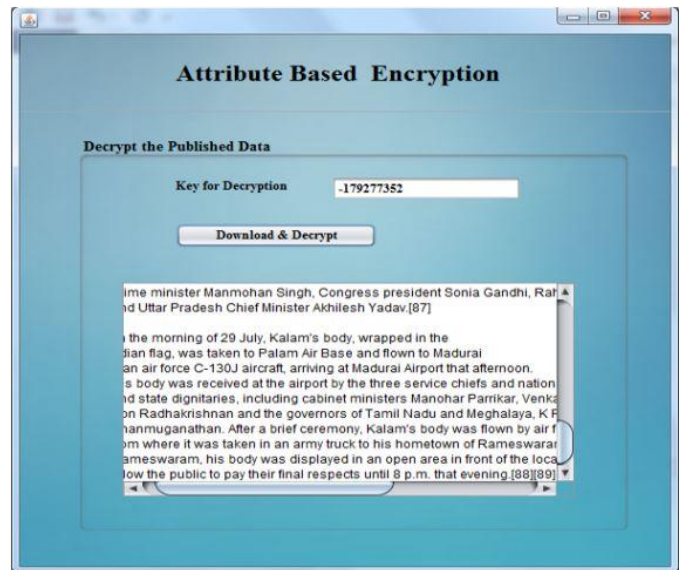 Attribute Based Encryption
Decrypt the Published Data
Key for Decryption -179277352
Download & Decrypt
ime minister Manmohan Singh, Congress president Sonia Gandhi, Rah
nd Uttar Pradesh Chief Minister Akhilesh Yadav.[87]
the morning of 29 July, Kalam's body, wrapped in the
dian flag, was taken to Palam Air Base and flown to Madurai
an air force C-130J aircraft, arriving at Madurai Airport that afternoon.
s body was received at the airport by the three service chiefs and nation
nd state dignitaries, including cabinet ministers Manohar Parrikar, Venka
on Radhakrishnan and the governors of Tamil Nadu and Meghalaya, K F
hanmuganathan. After a brief ceremony, Kalam's body was flown by air f
om where it was taken in an army truck to his hometown of Rameswarar
ameswaram, his body was displayed in an open area in front of the loca
low the public to pay their final respects until 8 p.m. that evening.[88][89]